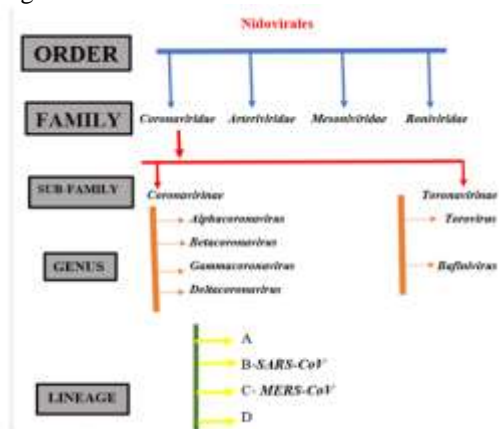 Nidovirales
ORDER
FAMILY
Coronaviridae Arteriviridae Mesoniviridae Roniviridae
SUB-FAMILY
Coronavirinae Toronavirinae
Alphacoronavirus Torovirus
Betacoronavirus
GENUS
Gammacoronavirus Bafinivirus
Deltacoronavirus
A
B-SARS-CoV
C- MERS-CoV
LINEAGE
D